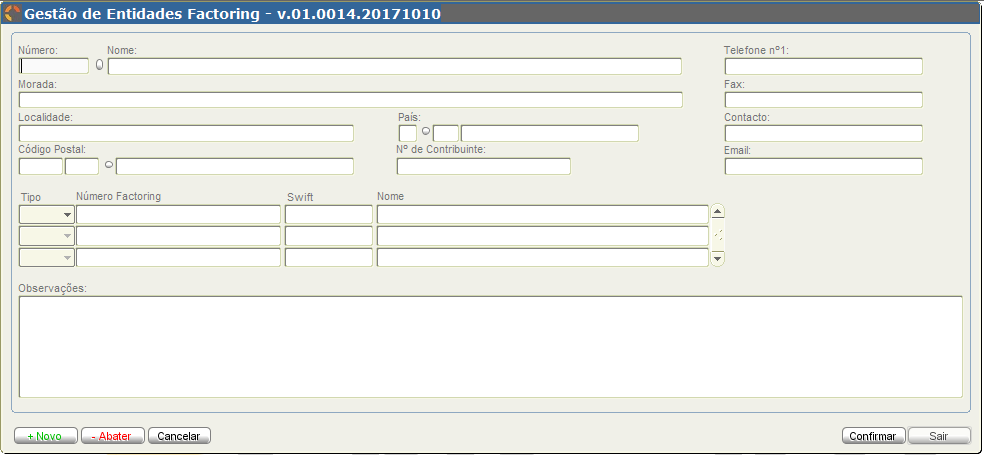 Gestão de Entidades Factoring - v.01.0014.20171010
Número: Nome: Telefone nº1:
Morada: Fax:
Localidade: País: Contacto:
Código Postal: Nº de Contribuinte: Email:
Tipo Número Factoring Swift Nome
Observações:
+ Novo - Abater Cancelar Confirmar Sair